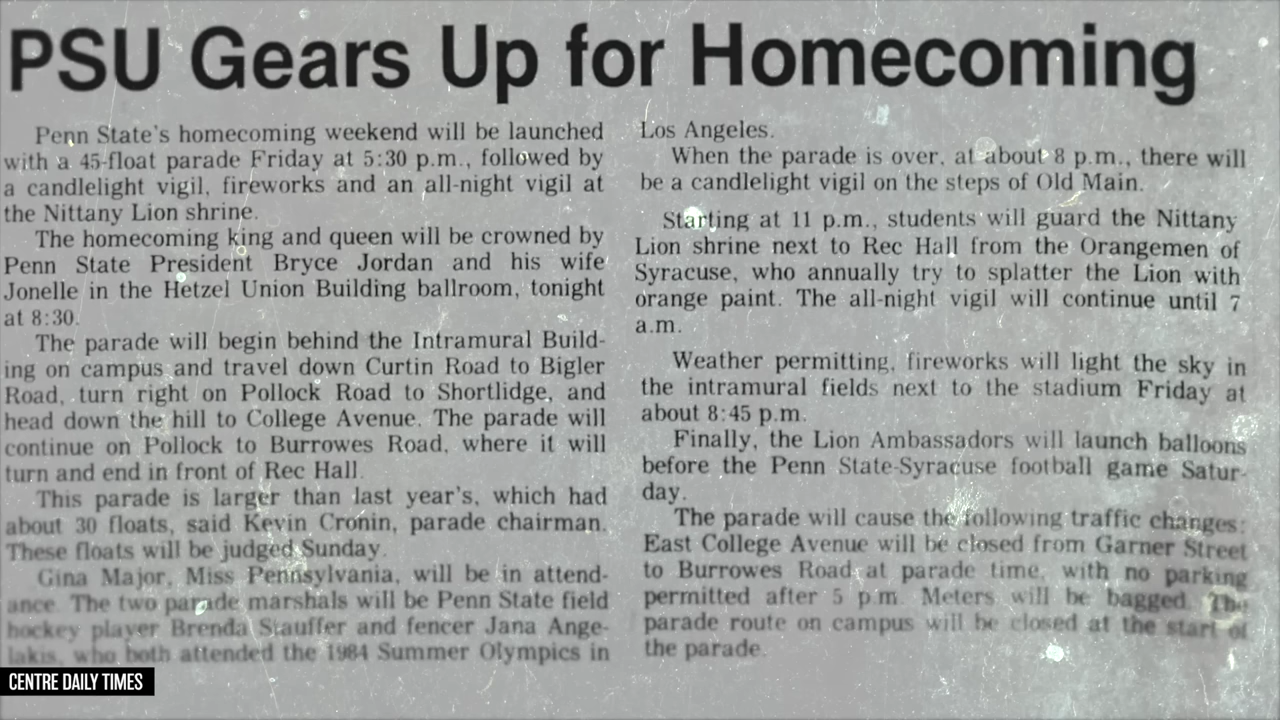 PSU Gears Up for Homecoming
Penn State's homecoming weekend will be launched
with a 45-float parade Friday at 5:30 p.m., followed by
a candlelight vigil, fireworks and an all-night vigil at
the Nittany Lion shrine.
The homecoming king and queen will be crowned by
Penn State President Bryce Jordan and his wife
Jonelle in the Hetzel Union Building ballroom, tonight
at 8:30.
The parade will begin behind the Intramural Build-
ing on campus and travel down Curtin Road to Bigler
Road, turn right on Pollock Road to Shortlidge, and
head down the hill to College Avenue. The parade will
continue on Pollock to Burrowes Road, where it will
turn and end in front of Rec Hall.
This parade is larger than last year's, which had
about 30 floats, said Kevin Cronin, parade chairman.
These floats will be judged Sunday.
Gina Major, Miss Pennsylvania, will be in attend-
ance. The two parade marshals will be Penn State field
hockey player Brenda Stauffer and fencer Jana Ange-
lakis, who both attended the 1984 Summer Olympics in
Los Angeles.
When the parade is over, at about 8 p.m., there will
be a candlelight vigil on the steps of Old Main.
Starting at 11 p.m., students will guard the Nittany
Lion shrine next to Rec Hall from the Orangemen of
Syracuse, who annually try to splatter the Lion with
orange paint. The all-night vigil will continue until 7
a.m.
Weather permitting, fireworks will light the sky in
the intramural fields next to the stadium Friday at
about 8:45 p.m.
Finally, the Lion Ambassadors will launch balloons
before the Penn State-Syracuse football game Satur-
day.
The parade will cause the following traffic changes:
East College Avenue will be closed from Garner Street
to Burrowes Road at parade time, with no parking
permitted after 5 p.m. Meters will be bagged. The
parade route on campus will be closed at the start of
the parade.
CENTRE DAILY TIMES